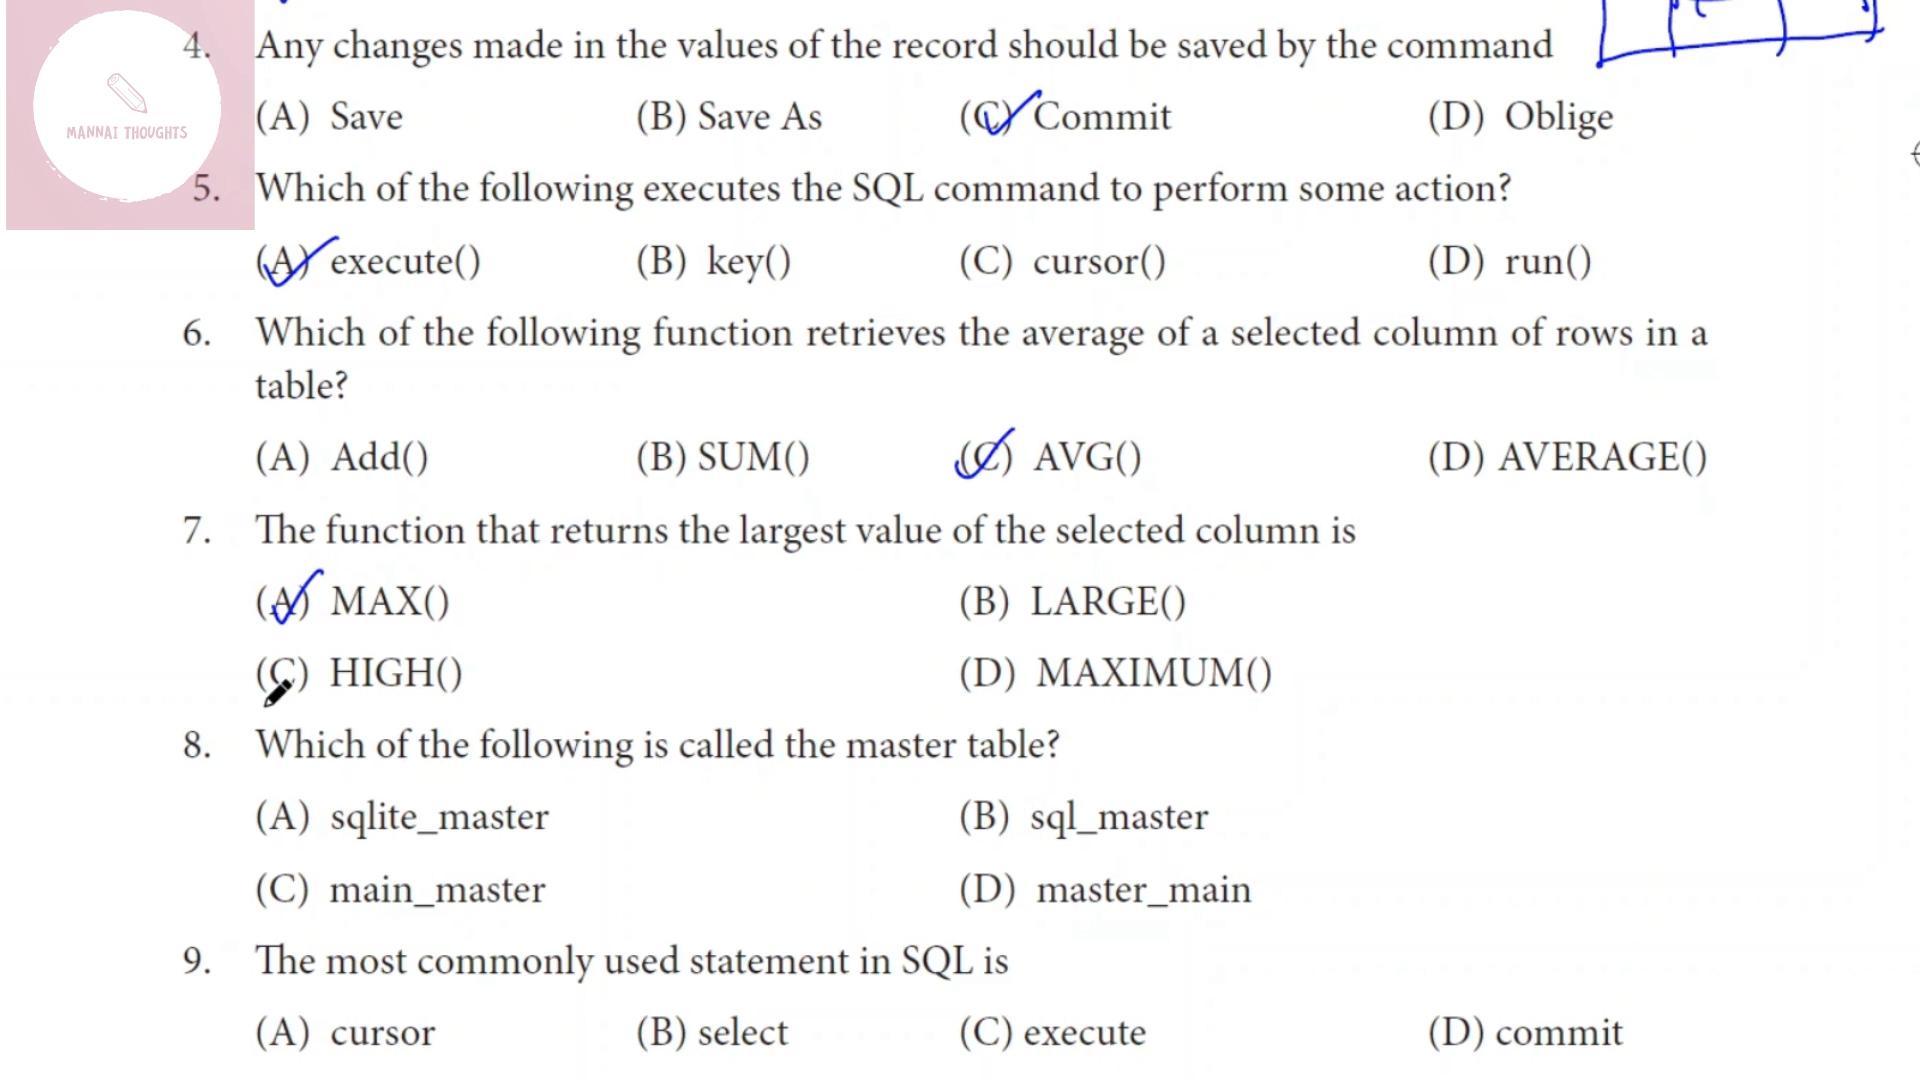 4. Any changes made in the values of the record should be saved by the command
(A) Save (B) Save As (C) Commit (D) Oblige
MANNAI THOUGHTS
5. Which of the following executes the SQL command to perform some action?
(A) execute() (B) key() (C) cursor() (D) run()
6. Which of the following function retrieves the average of a selected column of rows in a
table?
(A) Add() (B) SUM() (C) AVG() (D) AVERAGE()
7. The function that returns the largest value of the selected column is
(A) MAX() (B) LARGE()
(C) HIGH() (D) MAXIMUM()
8. Which of the following is called the master table?
(A) sqlite_master (B) sql_master
(C) main_master (D) master_main
9. The most commonly used statement in SQL is
(A) cursor (B) select (C) execute (D) commit